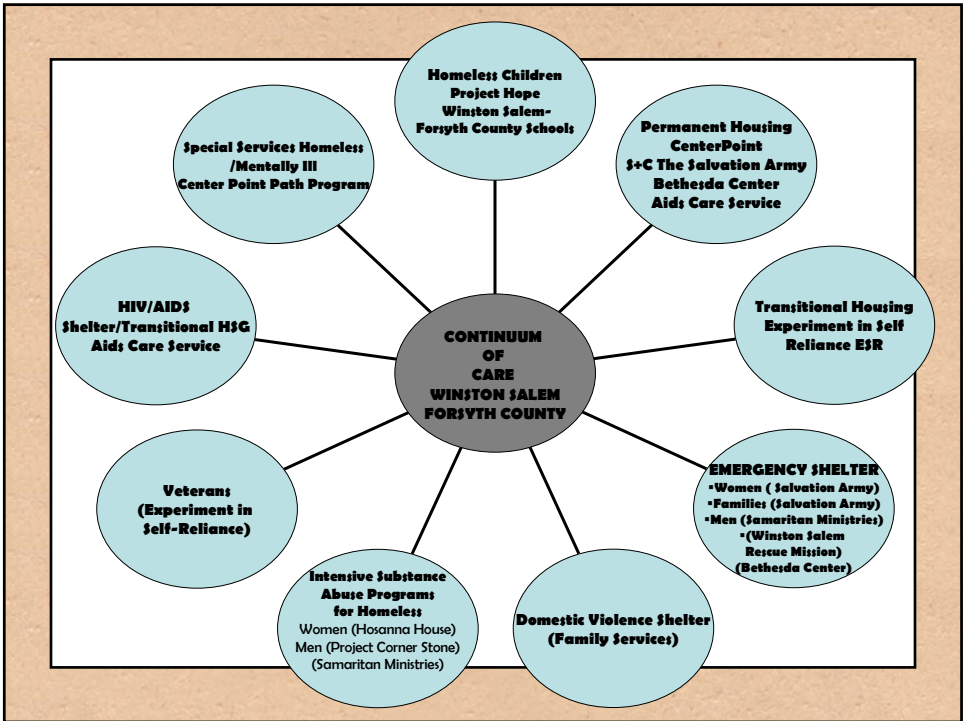 Homeless Children
Project Hope
Winston Salem-
Forsyth County Schools
Permanent Housing
CenterPoint
S+C The Salvation Army
Bethesda Center
Aids Care Service
Special Services Homeless
/Mentally Ill
Center Point Path Program
HIV/AIDS
Shelter/Transitional HSG
Aids Care Service
Transitional Housing
Experiment in Self
Reliance ESR
CONTINUUM
OF
CARE
WINSTON SALEM
FORSYTH COUNTY
Veterans
(Experiment in
Self-Reliance)
EMERGENCY SHELTER
▪Women ( Salvation Army)
▪Families (Salvation Army)
▪Men (Samaritan Ministries)
▪(Winston Salem
Rescue Mission)
(Bethesda Center)
Intensive Substance
Abuse Programs
for Homeless
Women (Hosanna House)
Men (Project Corner Stone)
(Samaritan Ministries)
Domestic Violence Shelter
(Family Services)